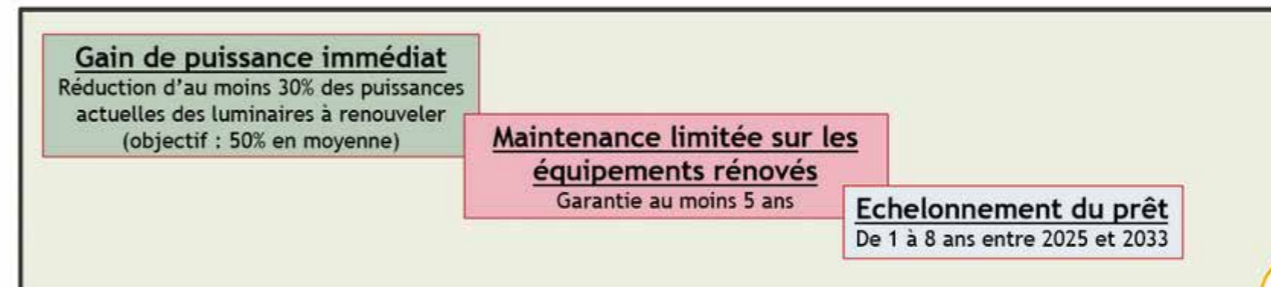 Gain de puissance immédiat
Réduction d'au moins 30% des puissances
actuelles des luminaires à renouveler
(objectif : 50% en moyenne)
Maintenance limitée sur les
équipements rénovés
Garantie au moins 5 ans
Echelonnement du prêt
De 1 à 8 ans entre 2025 et 2033